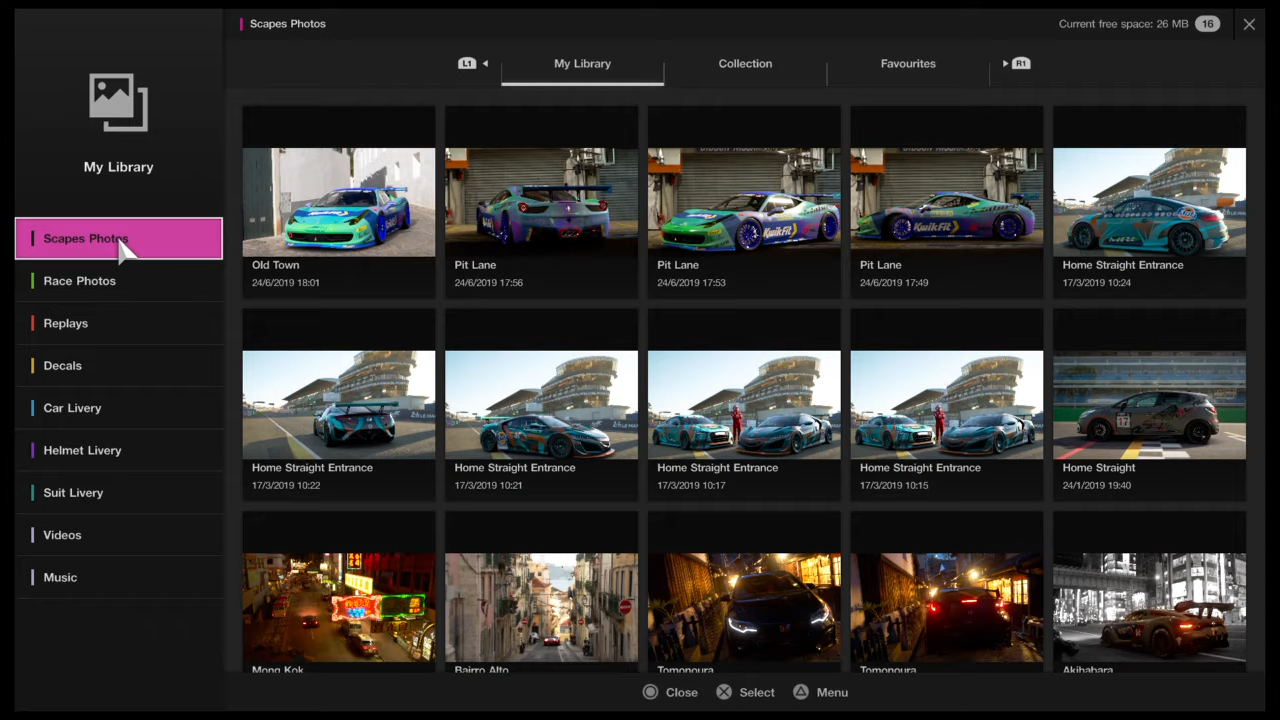 Scapes Photos
Current free space: 26 MB 16
L1 My Library Collection Favourites R1
My Library
Scapes Photos
Race Photos
Replays
Decals
Car Livery
Helmet Livery
Suit Livery
Videos
Music
KwikFit
KwikFit
Old Town
24/6/2019 18:01
Pit Lane
24/6/2019 17:56
Pit Lane
24/6/2019 17:53
Pit Lane
24/6/2019 17:49
Home Straight Entrance
17/3/2019 10:24
Home Straight Entrance
17/3/2019 10:22
Home Straight Entrance
17/3/2019 10:21
Home Straight Entrance
17/3/2019 10:17
Home Straight Entrance
17/3/2019 10:15
17
Home Straight
24/1/2019 19:40
Mong Kok
Bairro Alto
Tomonoura
Tomonoura
Akihabara
Close Select Menu